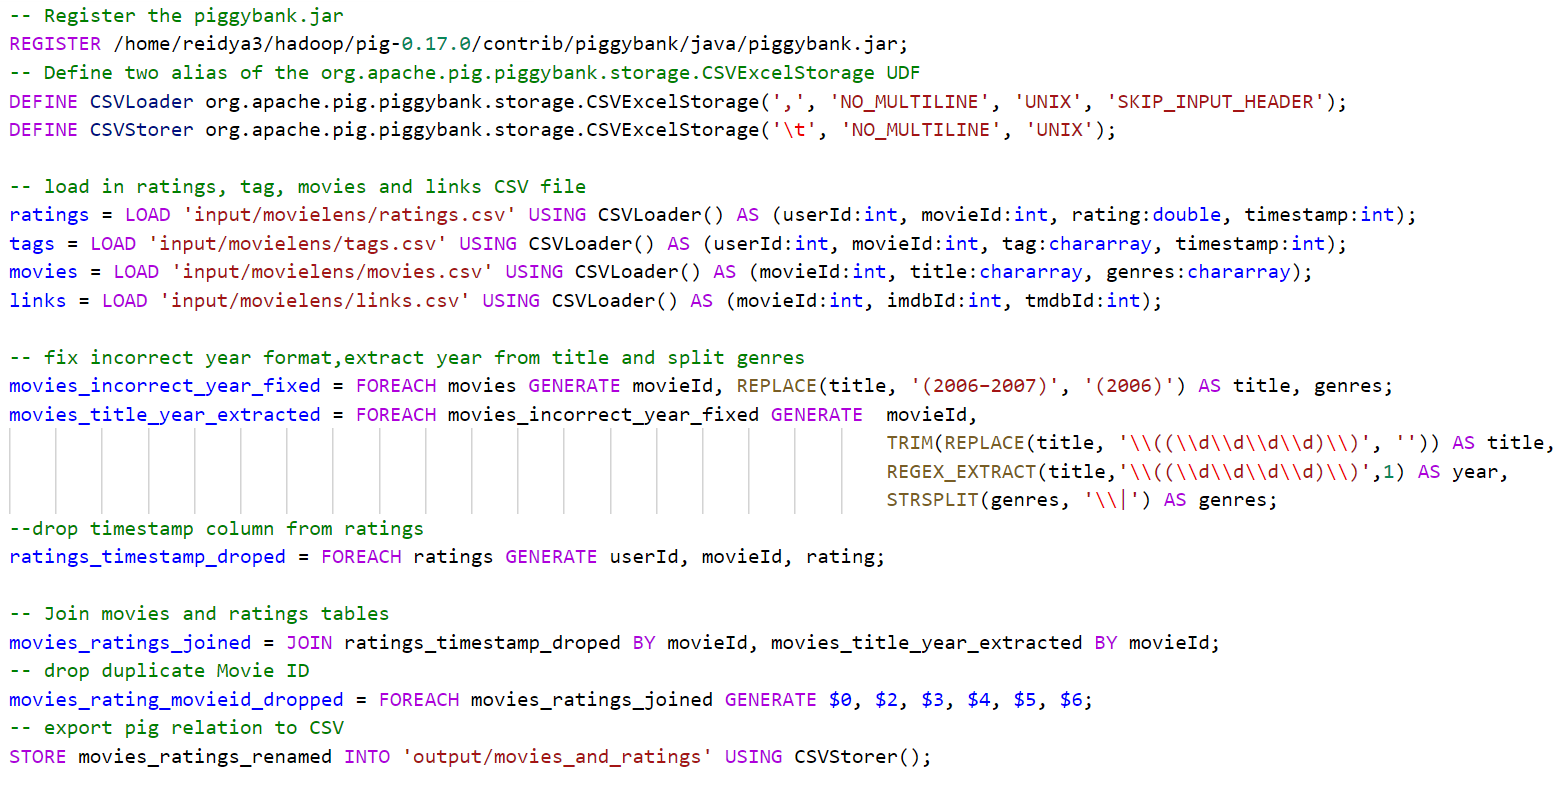 -- Register the piggybank.jar
REGISTER /home/reidya3/hadoop/pig-0.17.0/contrib/piggybank/java/piggybank.jar;
-- Define two alias of the org.apache.pig.piggybank.storage.CSVExcelStorage UDF
DEFINE CSVLoader org.apache.pig.piggybank.storage.CSVExcelStorage(',', 'NO_MULTILINE', 'UNIX', 'SKIP_INPUT_HEADER');
DEFINE CSVStorer org.apache.pig.piggybank.storage.CSVExcelStorage('\t', 'NO_MULTILINE', 'UNIX');

-- load in ratings, tag, movies and links CSV file
ratings = LOAD 'input/movielens/ratings.csv' USING CSVLoader() AS (userId:int, movieId:int, rating:double, timestamp:int);
tags = LOAD 'input/movielens/tags.csv' USING CSVLoader() AS (userId:int, movieId:int, tag:chararray, timestamp:int);
movies = LOAD 'input/movielens/movies.csv' USING CSVLoader() AS (movieId:int, title:chararray, genres:chararray);
links = LOAD 'input/movielens/links.csv' USING CSVLoader() AS (movieId:int, imdbId:int, tmdbId:int);

-- fix incorrect year format,extract year from title and split genres
movies_incorrect_year_fixed = FOREACH movies GENERATE movieId, REPLACE(title, '(2006–2007)', '(2006)') AS title, genres;
movies_title_year_extracted = FOREACH movies_incorrect_year_fixed GENERATE  movieId,
TRIM(REPLACE(title, '\\((\\d\\d\\d\\d)\\)', '')) AS title,
REGEX_EXTRACT(title,'\\((\\d\\d\\d\\d)\\)',1) AS year,
STRSPLIT(genres, '\\|') AS genres;
--drop timestamp column from ratings
ratings_timestamp_droped = FOREACH ratings GENERATE userId, movieId, rating;

-- Join movies and ratings tables
movies_ratings_joined = JOIN ratings_timestamp_droped BY movieId, movies_title_year_extracted BY movieId;
-- drop duplicate Movie ID
movies_rating_movieid_dropped = FOREACH movies_ratings_joined GENERATE $0, $2, $3, $4, $5, $6;
-- export pig relation to CSV
STORE movies_ratings_renamed INTO 'output/movies_and_ratings' USING CSVStorer();